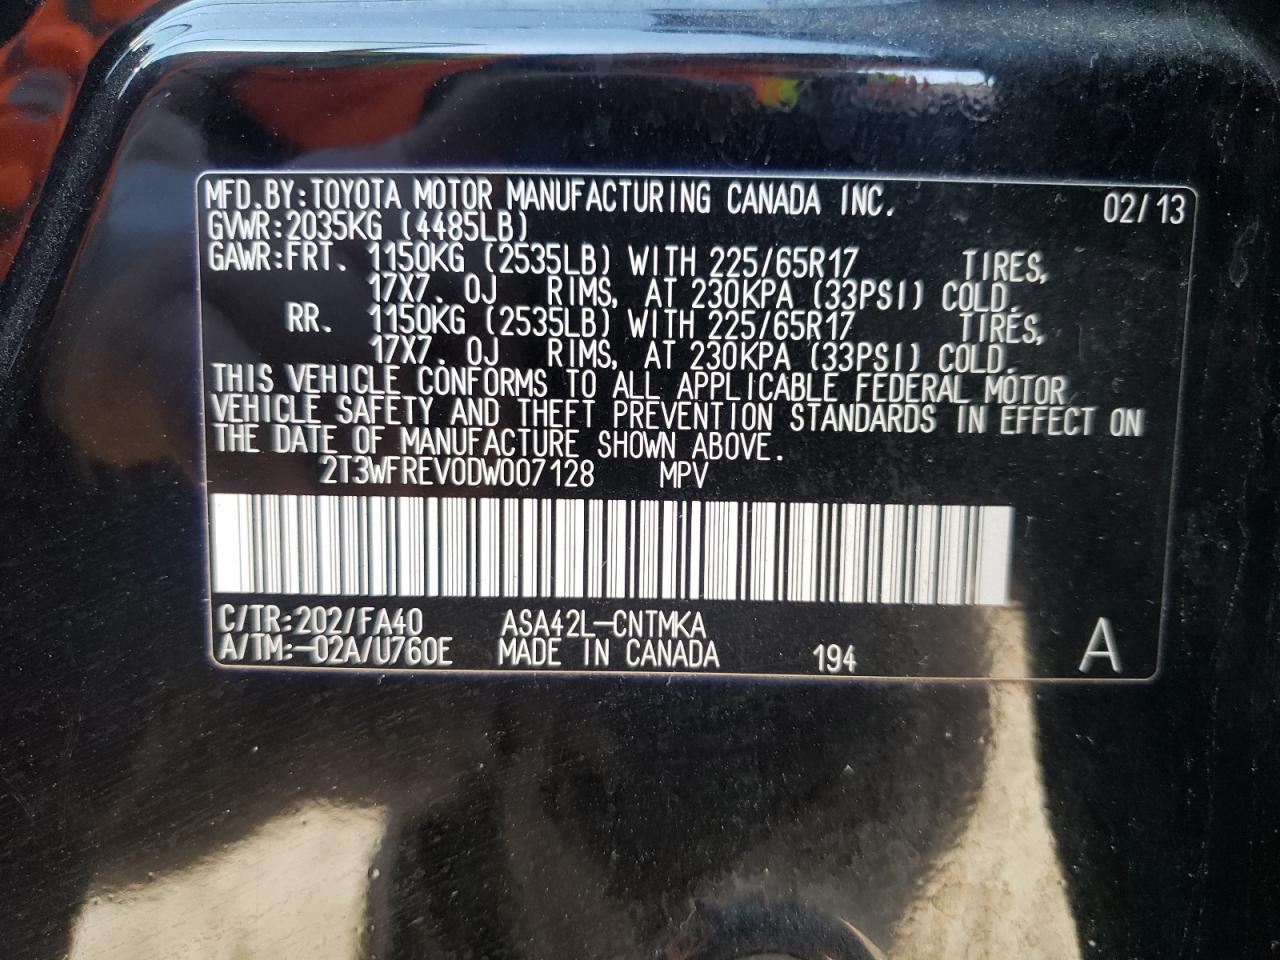 MFD.BY:TOYOTA MOTOR MANUFACTURING CANADA INC. 02/13
GVWR:2035KG (4485LB)
GAWR:FRT. 1150KG (2535LB) WITH 225/65R17 TIRES,
17X7. 0J RIMS, AT 230KPA (33PSI) COLD.
RR. 1150KG (2535LB) WITH 225/65R17 TIRES,
17X7. 0J RIMS, AT 230KPA (33PSI) COLD.
THIS VEHICLE CONFORMS TO ALL APPLICABLE FEDERAL MOTOR
VEHICLE SAFETY AND THEFT PREVENTION STANDARDS IN EFFECT ON
THE DATE OF MANUFACTURE SHOWN ABOVE.
2T3WFREV0DW007128 MPV
C/TR:202/FA40 ASA42L-CNTMKA
A/TM:-02A/U760E MADE IN CANADA 194 A